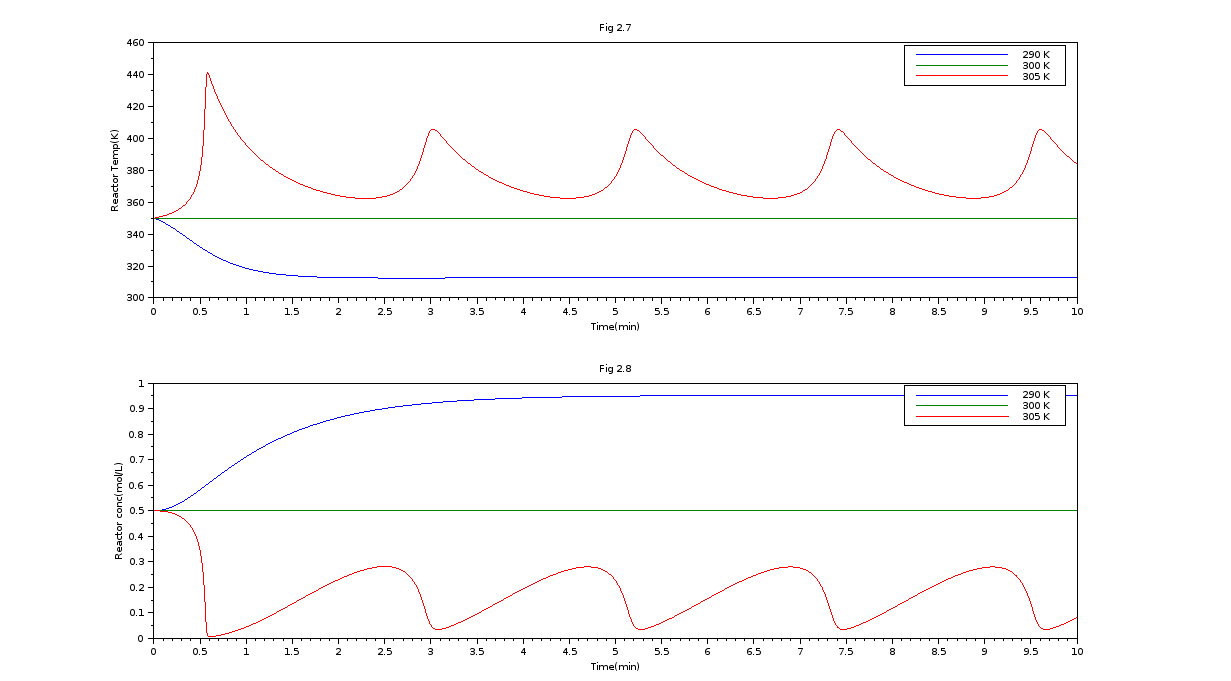 Fig 2.7
460
440
420
400
380
360
340
320
300
Reactor Temp(K)
290 K
300 K
305 K
0 0.5 1 1.5 2 2.5 3 3.5 4 4.5 5 5.5 6 6.5 7 7.5 8 8.5 9 9.5 10
Time(min)
Fig 2.8
1
0.9
0.8
0.7
0.6
0.5
0.4
0.3
0.2
0.1
0
Reactor conc(mol/L)
290 K
300 K
305 K
0 0.5 1 1.5 2 2.5 3 3.5 4 4.5 5 5.5 6 6.5 7 7.5 8 8.5 9 9.5 10
Time(min)